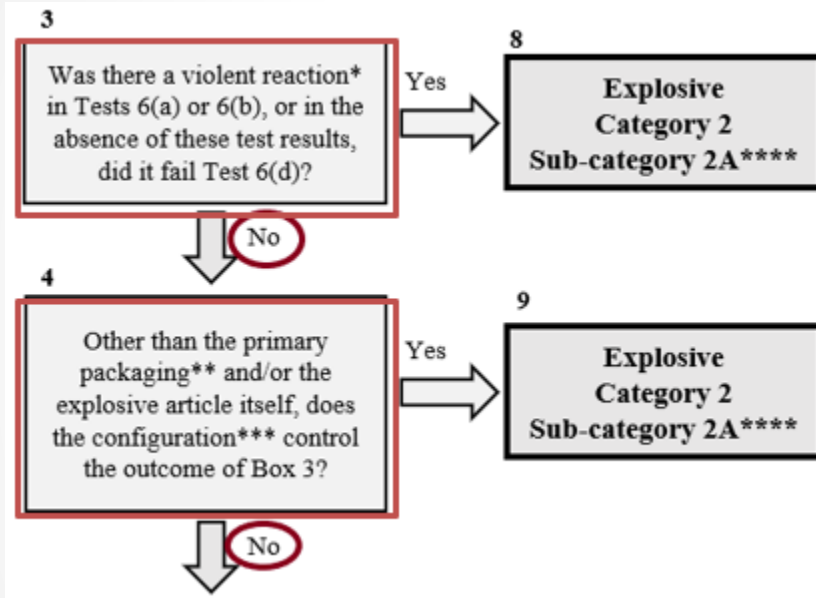 3
Was there a violent reaction*
in Tests 6(a) or 6(b), or in the
absence of these test results,
did it fail Test 6(d)?
Yes
8
Explosive
Category 2
Sub-category 2A****
No
4
Other than the primary
packaging** and/or the
explosive article itself, does
the configuration*** control
the outcome of Box 3?
Yes
9
Explosive
Category 2
Sub-category 2A****
No